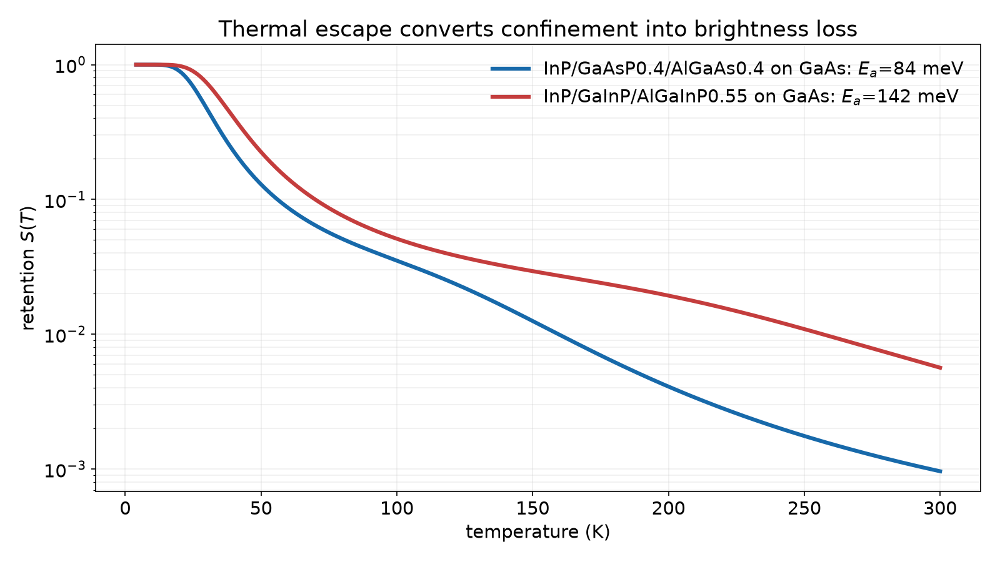 Thermal escape converts confinement into brightness loss
InP/GaAsP0.4/AlGaAs0.4 on GaAs: Eₐ=84 meV
InP/GaInP/AlGaInP0.55 on GaAs: Eₐ=142 meV
retention S(T)
10⁰
10⁻¹
10⁻²
10⁻³
0 50 100 150 200 250 300
temperature (K)